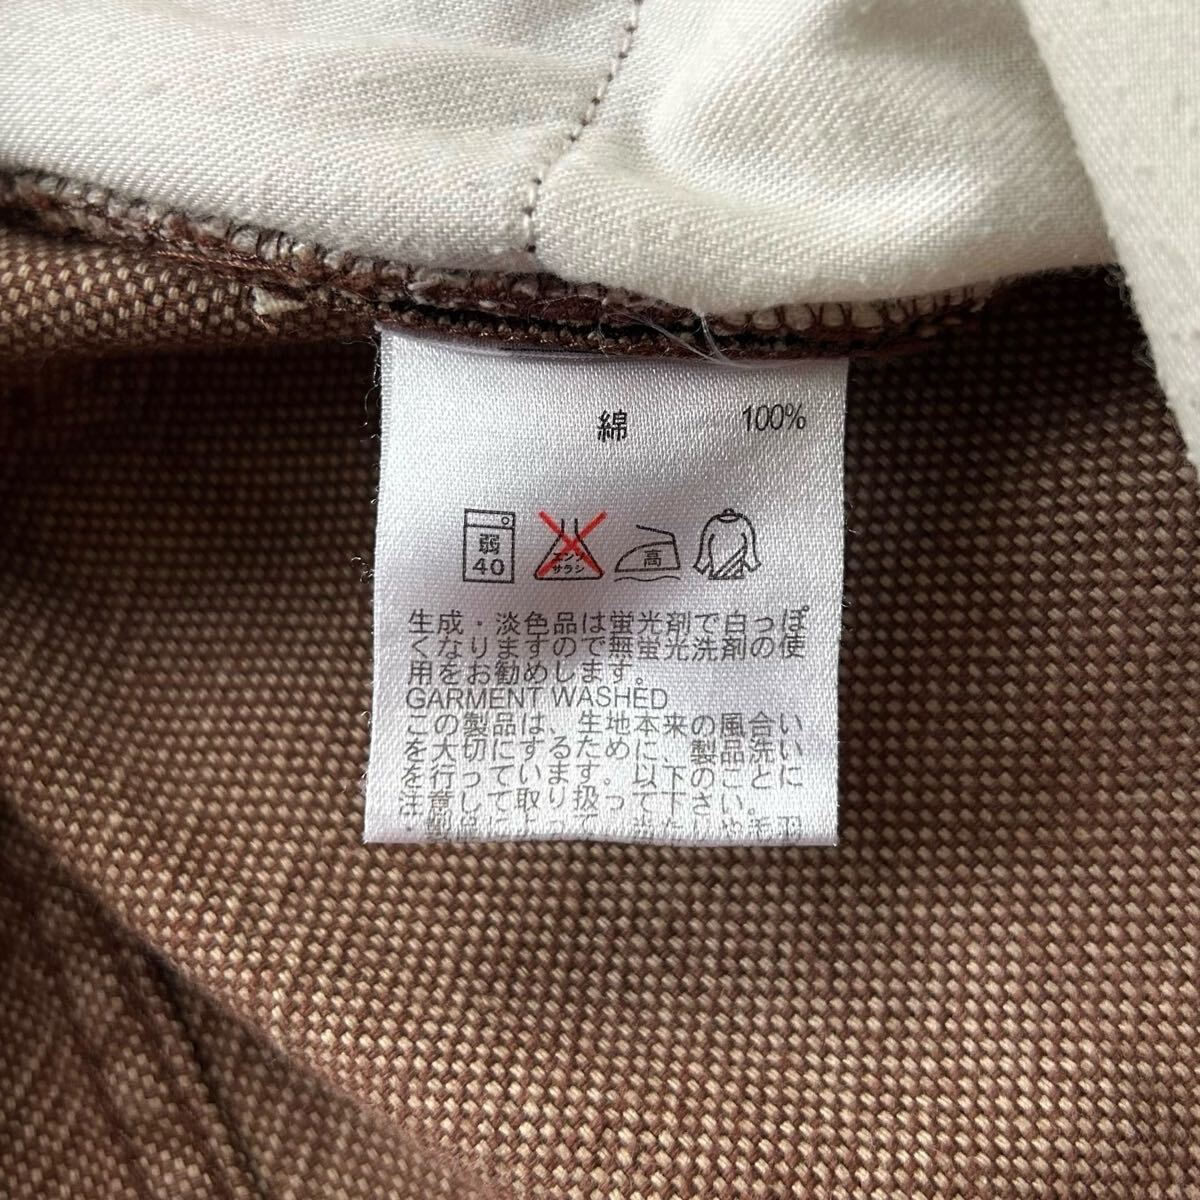 綿 100%
弱
40
エンソ
サラシ
高
生成・淡色品は蛍光剤で白っぽ
くなりますので無蛍光洗剤の使
用をお勧めします。
GARMENT WASHED
この製品は、生地本来の風合い
を大切にするために、製品洗い
を行っています。以下のことに
注意して取り扱って下さい。